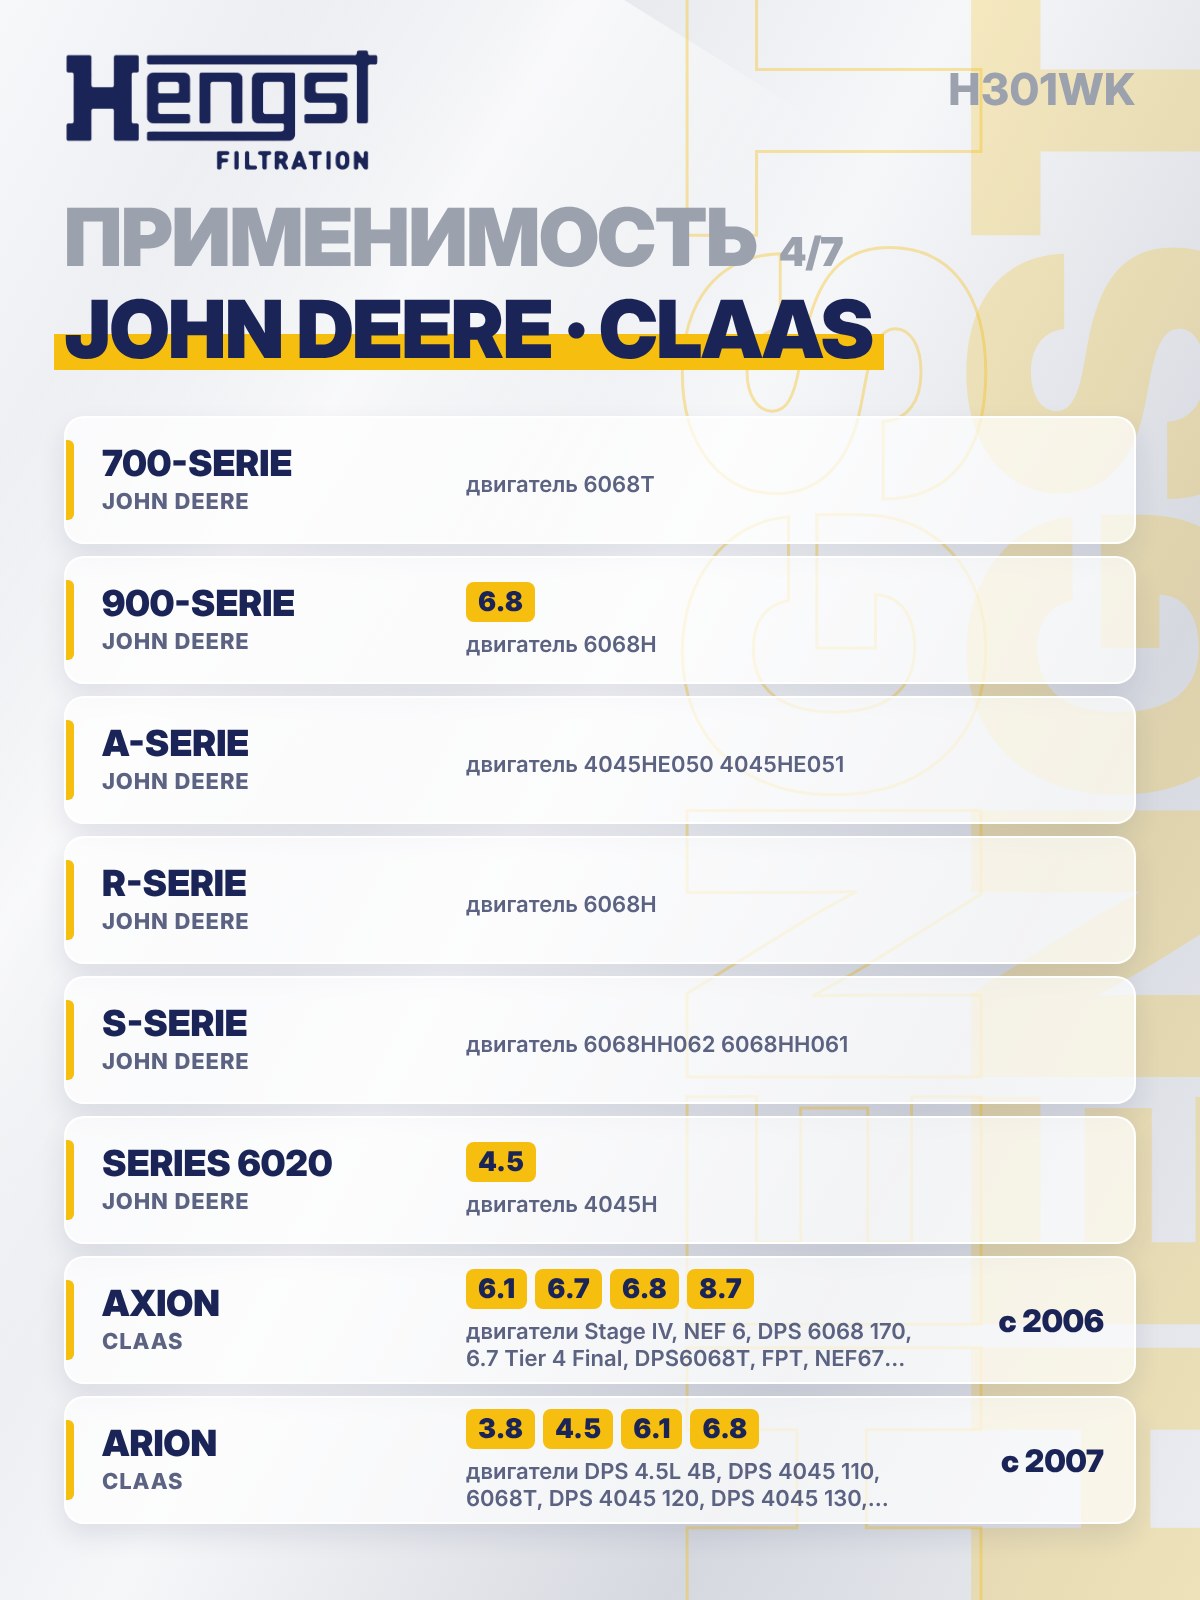 Hengst
FILTRATION
H301WK
ПРИМЕНИМОСТЬ 4/7
JOHN DEERE · CLAAS
700-SERIE
JOHN DEERE
двигатель 6068T
900-SERIE
JOHN DEERE
6.8
двигатель 6068H
A-SERIE
JOHN DEERE
двигатель 4045HE050 4045HE051
R-SERIE
JOHN DEERE
двигатель 6068H
S-SERIE
JOHN DEERE
двигатель 6068HH062 6068HH061
SERIES 6020
JOHN DEERE
4.5
двигатель 4045H
AXION
CLAAS
6.1 6.7 6.8 8.7
двигатели Stage IV, NEF 6, DPS 6068 170,
6.7 Tier 4 Final, DPS6068T, FPT, NEF67...
с 2006
ARION
CLAAS
3.8 4.5 6.1 6.8
двигатели DPS 4.5L 4B, DPS 4045 110,
6068T, DPS 4045 120, DPS 4045 130,...
с 2007
HENGST
HENGST